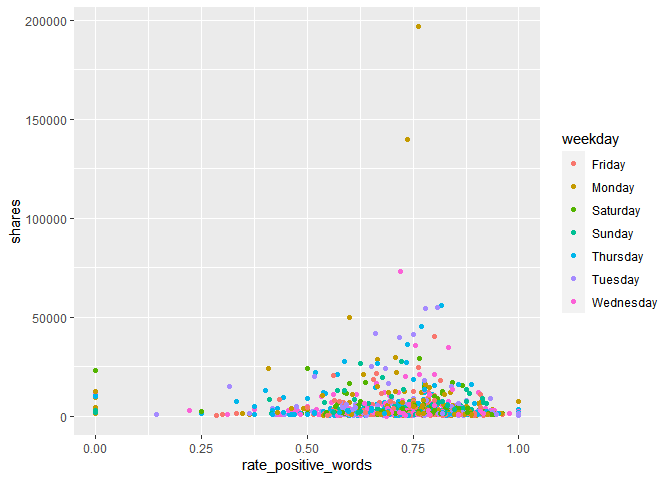 200000
150000
100000
50000
0
shares
0.00 0.25 0.50 0.75 1.00
rate_positive_words
weekday
Friday
Monday
Saturday
Sunday
Thursday
Tuesday
Wednesday